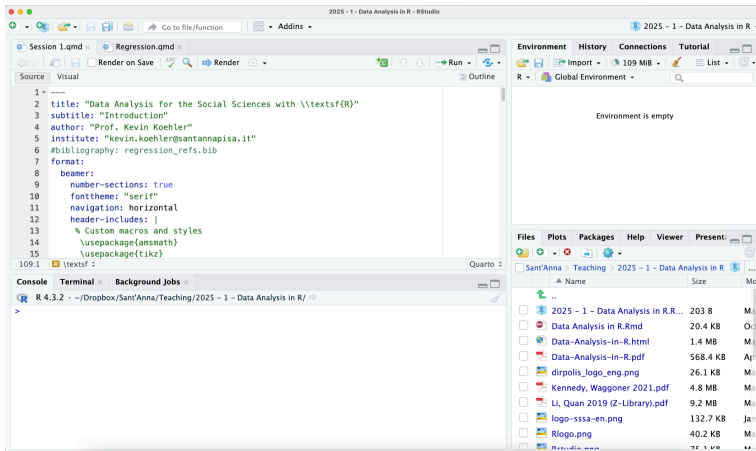 2025 - 1 - Data Analysis in R - RStudio
Go to file/function
Addins
2025 - 1 - Data Analysis in R
Session 1.qmd
Regression.qmd
Render on Save
ABC
Render
Run
Source
Visual
Outline
1 ---
2 title: "Data Analysis for the Social Sciences with \\textsf{R}"
3 subtitle: "Introduction"
4 author: "Prof. Kevin Koehler"
5 institute: "kevin.koehler@santannapisa.it"
6 #bibliography: regression_refs.bib
7 format:
8 beamer:
9 number-sections: true
10 fonttheme: "serif"
11 navigation: horizontal
12 header-includes: |
13 % Custom macros and styles
14 \usepackage{amsmath}
15 \usepackage{tikz}
109:1 # \textsf Quarto
Console
Terminal
Background Jobs
R 4.3.2 · ~/Dropbox/Sant'Anna/Teaching/2025 - 1 - Data Analysis in R/
>
Environment
History
Connections
Tutorial
Import
109 MiB
List
R
Global Environment
Environment is empty
Files
Plots
Packages
Help
Viewer
Sant'Anna > Teaching > 2025 - 1 - Data Analysis in R ...
Name Size
..
2025 - 1 - Data Analysis in R.R... 203 B
Data Analysis in R.Rmd 20.4 KB
Data-Analysis-in-R.html 1.4 MB
Data-Analysis-in-R.pdf 568.4 KB
dirpolis_logo_eng.png 26.1 KB
Kennedy, Waggoner 2021.pdf 4.8 MB
Li, Quan 2019 (Z-Library).pdf 9.2 MB
logo-sssa-en.png 132.7 KB
Rlogo.png 40.2 KB